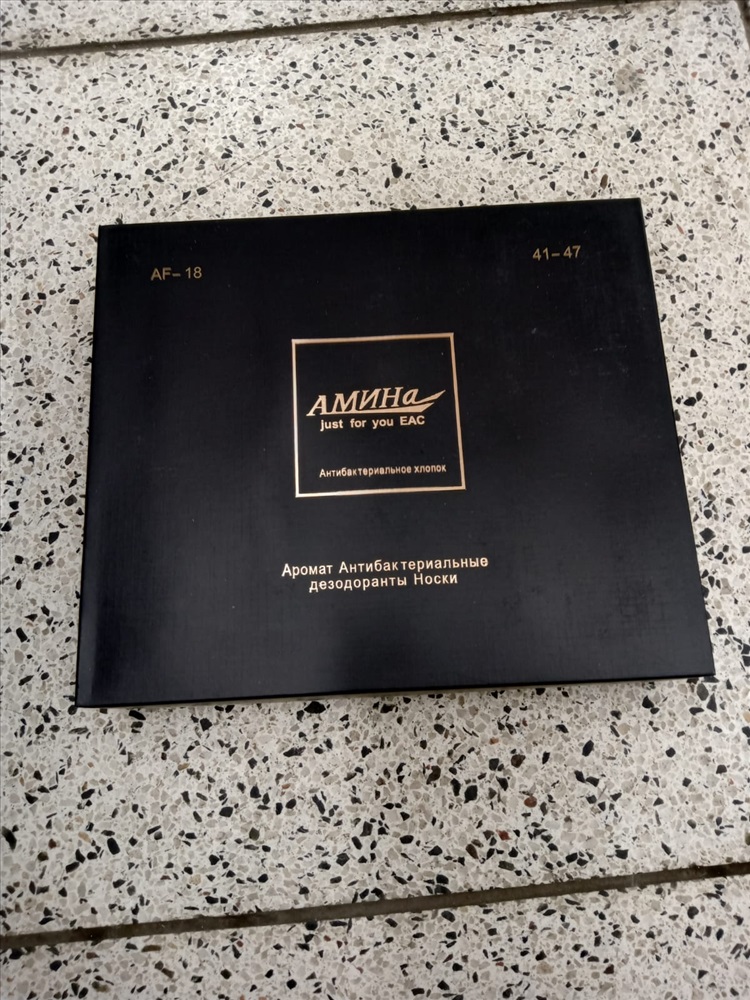 AF-18
41-47
АМИНа
just for you EAC
Антибактериальное хлопок
Аромат Антибактериальные
дезодоранты Носки